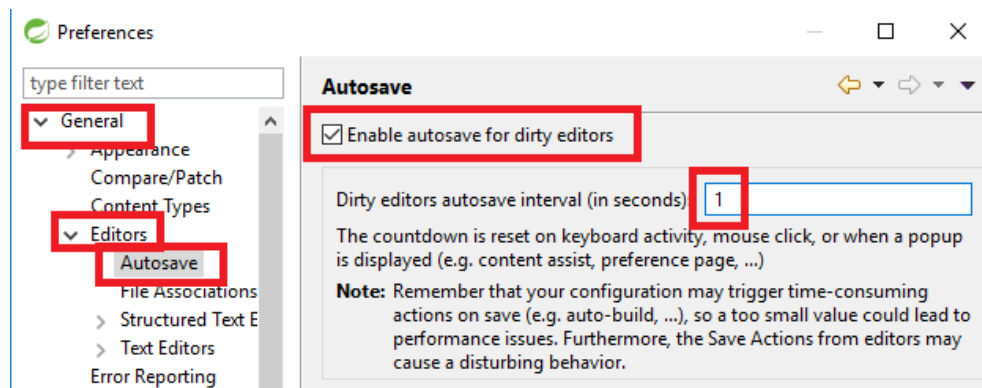 Preferences
type filter text
General
Appearance
Compare/Patch
Content Types
Editors
Autosave
File Associations
Structured Text E
Text Editors
Error Reporting
Autosave
Enable autosave for dirty editors
Dirty editors autosave interval (in seconds): 1
The countdown is reset on keyboard activity, mouse click, or when a popup
is displayed (e.g. content assist, preference page, ...)
Note: Remember that your configuration may trigger time-consuming
actions on save (e.g. auto-build, ...), so a too small value could lead to
performance issues. Furthermore, the Save Actions from editors may
cause a disturbing behavior.